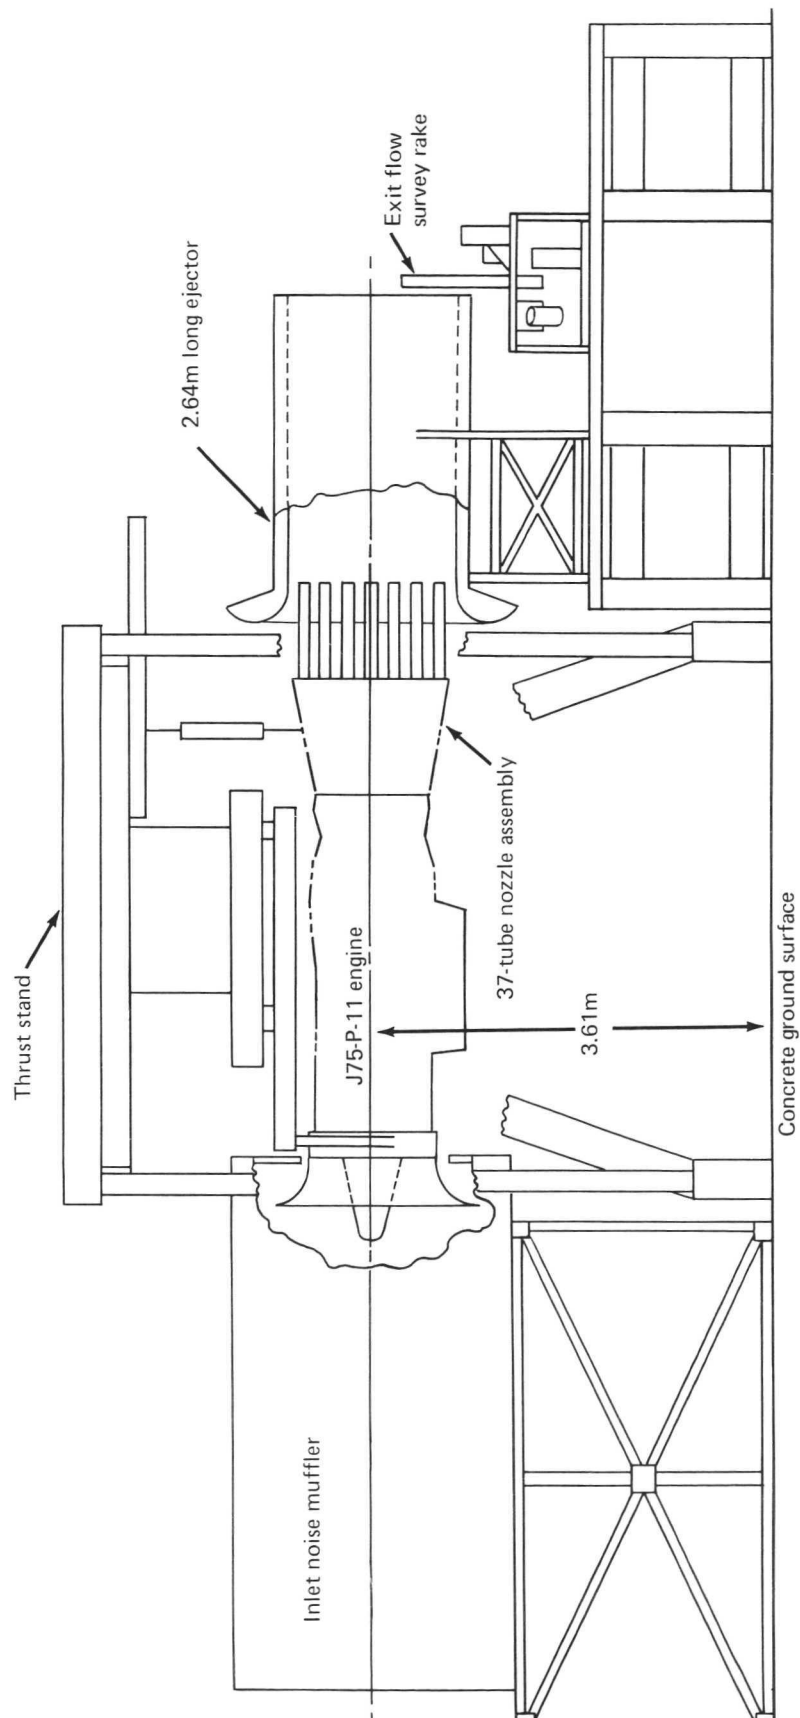 Thrust stand
2.64m long ejector
Exit flow
survey rake
Inlet noise muffler
J75-P-11 engine
37-tube nozzle assembly
3.61m
Concrete ground surface